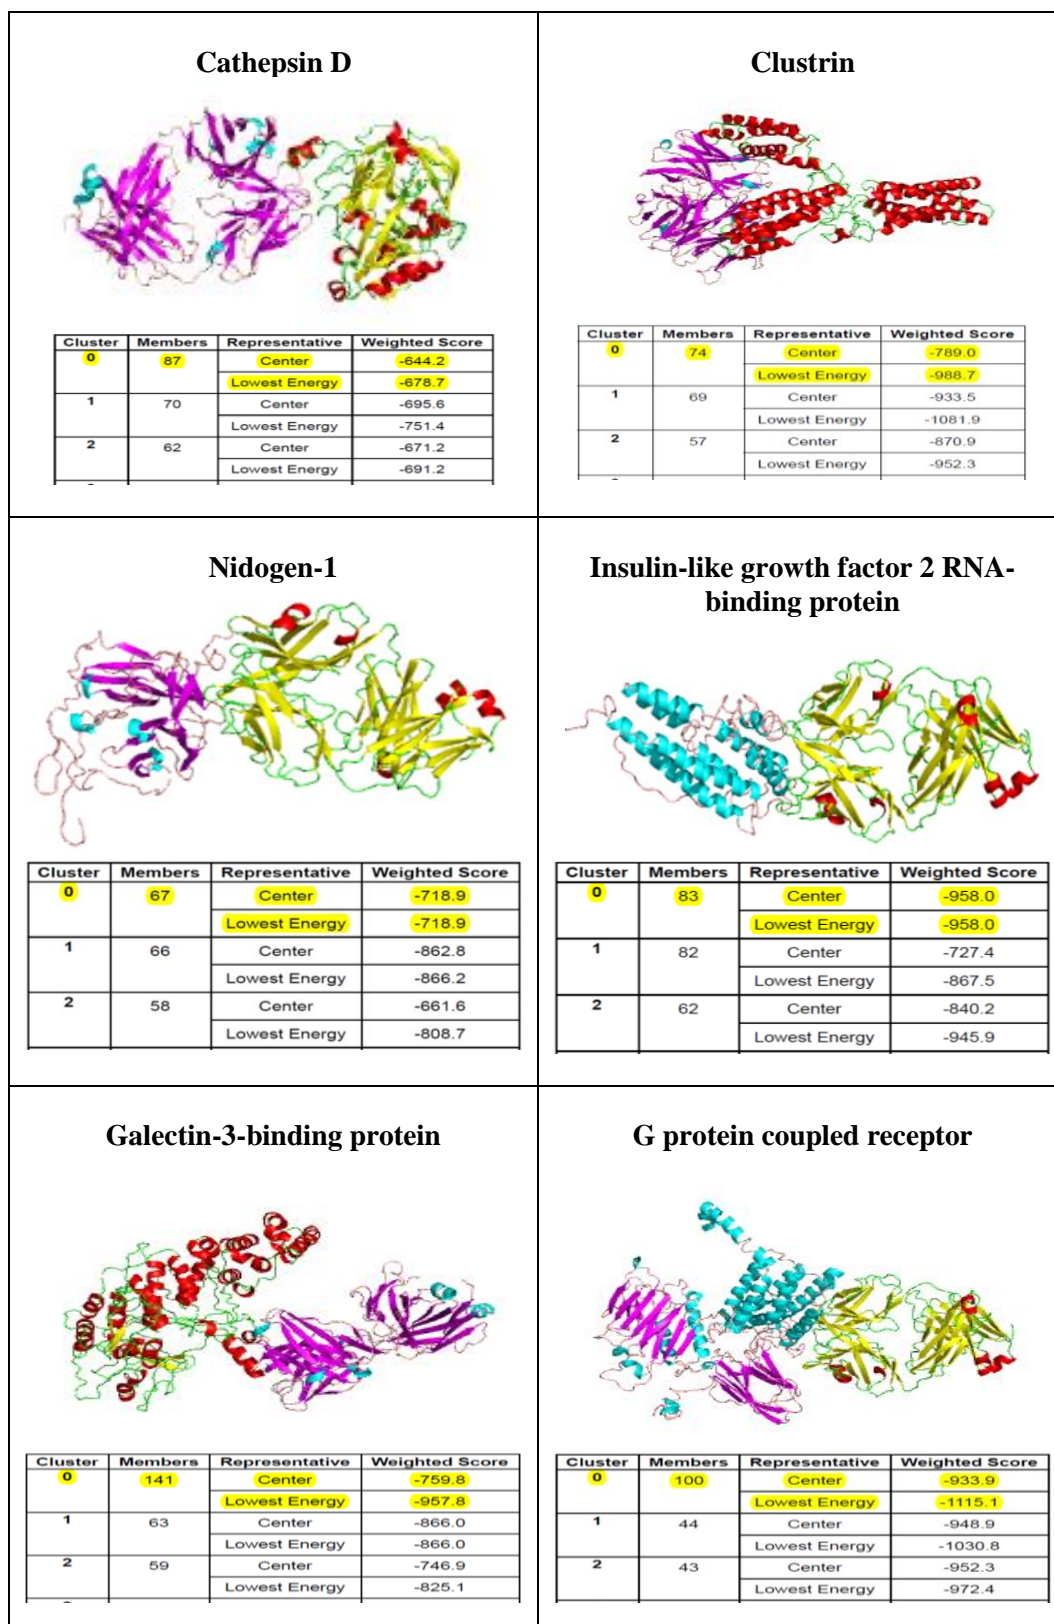 Cathepsin D
Cluster Members Representative Weighted Score
0 87 Center -644.2
Lowest Energy -678.7
1 70 Center -695.6
Lowest Energy -751.4
2 62 Center -671.2
Lowest Energy -691.2
Clustrin
Cluster Members Representative Weighted Score
0 74 Center -789.0
Lowest Energy -988.7
1 69 Center -933.5
Lowest Energy -1081.9
2 57 Center -870.9
Lowest Energy -952.3
Nidogen-1
Cluster Members Representative Weighted Score
0 67 Center -718.9
Lowest Energy -718.9
1 66 Center -862.8
Lowest Energy -866.2
2 58 Center -661.6
Lowest Energy -808.7
Insulin-like growth factor 2 RNA-
binding protein
Cluster Members Representative Weighted Score
0 83 Center -958.0
Lowest Energy -958.0
1 82 Center -727.4
Lowest Energy -867.5
2 62 Center -840.2
Lowest Energy -945.9
Galectin-3-binding protein
Cluster Members Representative Weighted Score
0 141 Center -759.8
Lowest Energy -957.8
1 63 Center -866.0
Lowest Energy -866.0
2 59 Center -746.9
Lowest Energy -825.1
G protein coupled receptor
Cluster Members Representative Weighted Score
0 100 Center -933.9
Lowest Energy -1115.1
1 44 Center -948.9
Lowest Energy -1030.8
2 43 Center -952.3
Lowest Energy -972.4